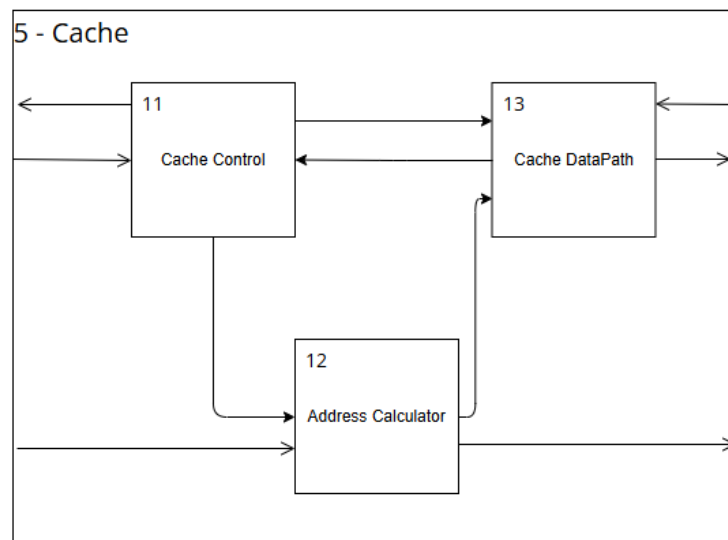 5 - Cache
11
Cache Control
13
Cache DataPath
12
Address Calculator